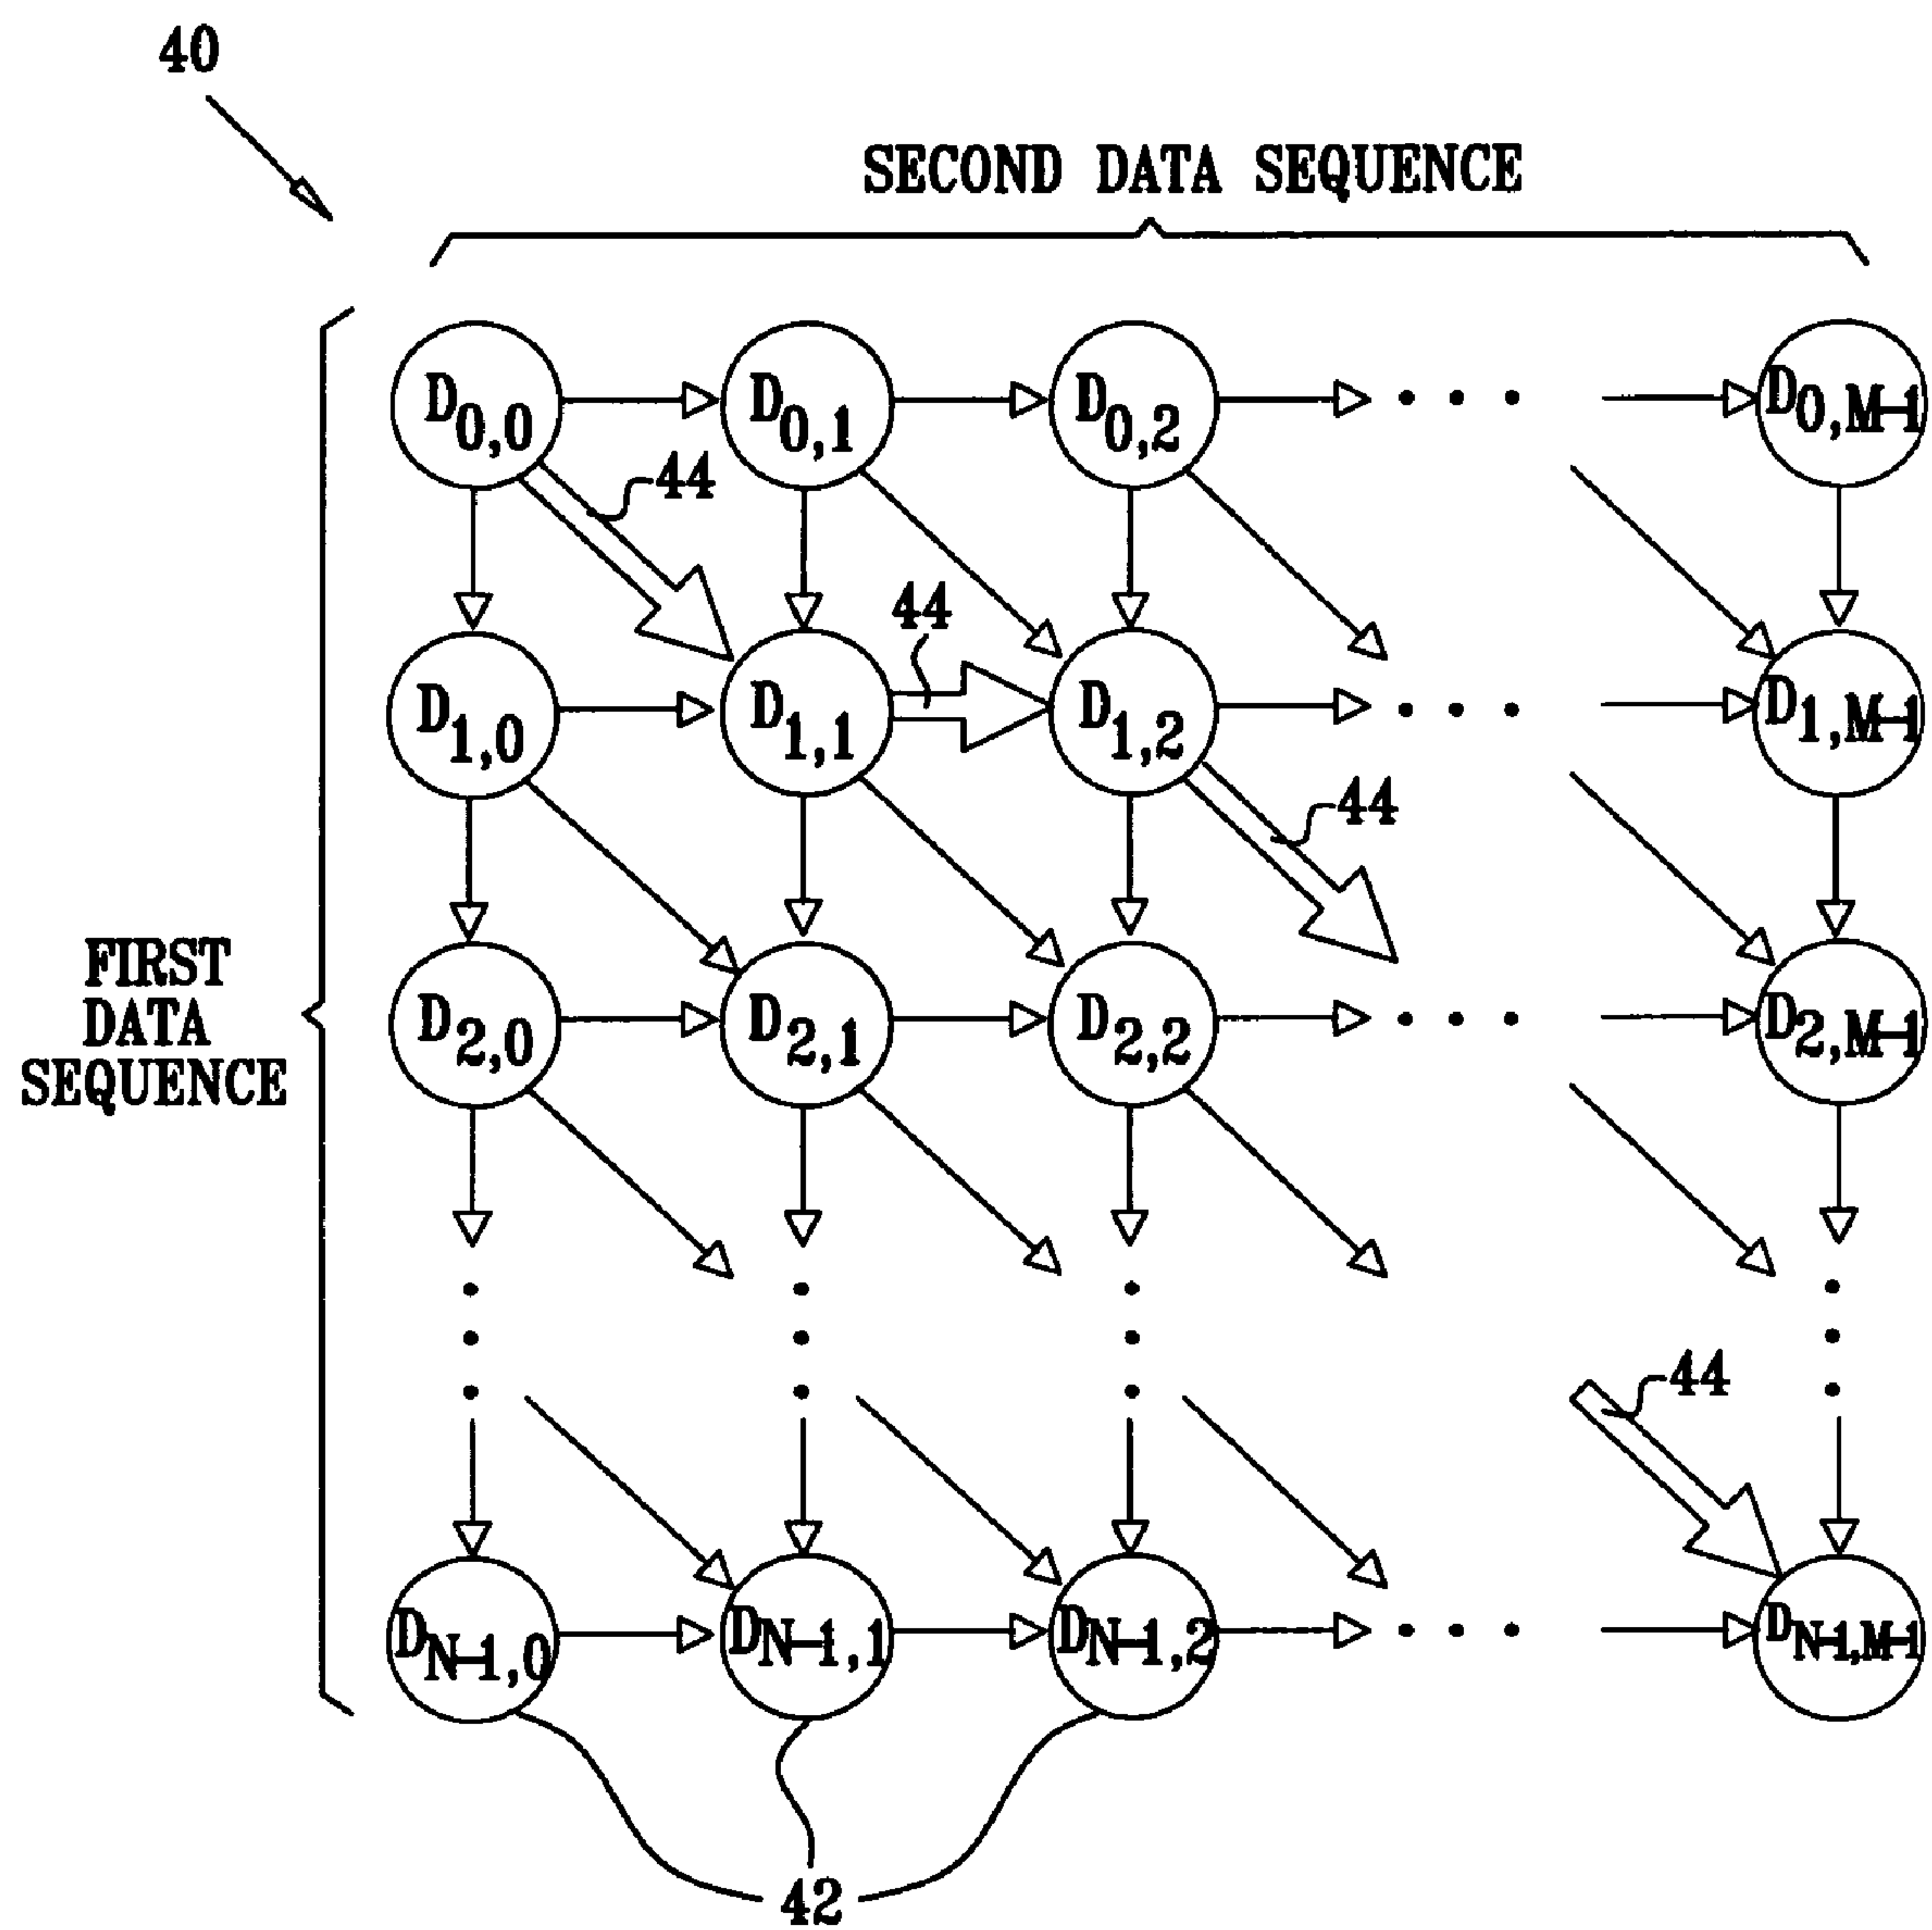 40
SECOND DATA SEQUENCE
D0,0 D0,1 D0,2 • • • D0,M-1
44
44
D1,0 D1,1 D1,2 • • • D1,M-1
44
FIRST
DATA
SEQUENCE
D2,0 D2,1 D2,2 • • • D2,M-1
44
DN-1,0 DN-1,1 DN-1,2 • • • DN-1,M-1
42